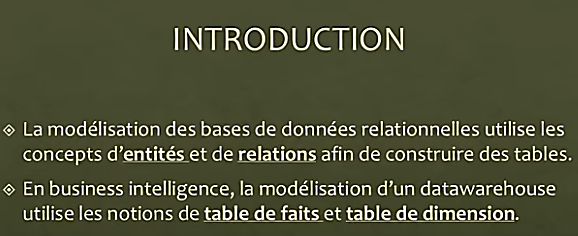 INTRODUCTION
La modélisation des bases de données relationnelles utilise les
concepts d’entités et de relations afin de construire des tables.
En business intelligence, la modélisation d’un datawarehouse
utilise les notions de table de faits et table de dimension.